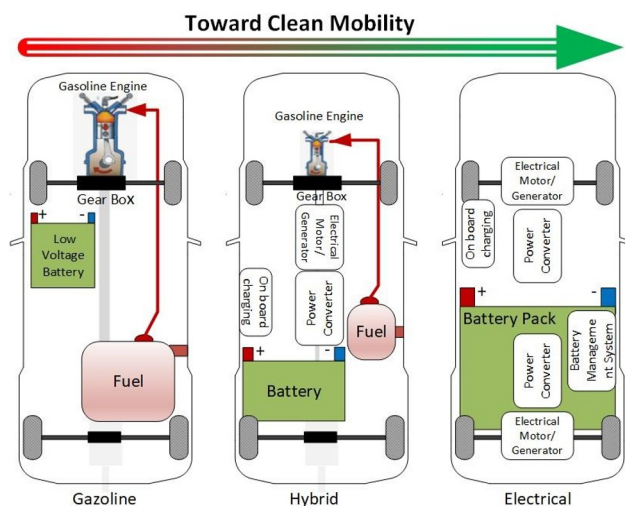 Toward Clean Mobility
Gasoline Engine
Gear Box
+ -
Low
Voltage
Battery
Fuel
Gazoline
Gasoline Engine
Electrical
Motor/
Generator
On board
charging
Power
Converter
Fuel
+ -
Battery
Hybrid
Electrical
Motor/
Generator
On board
charging
Power
Converter
+ -
Battery Pack
Battery
Manageme
nt System
Power
Converter
Electrical
Motor/
Generator
Electrical